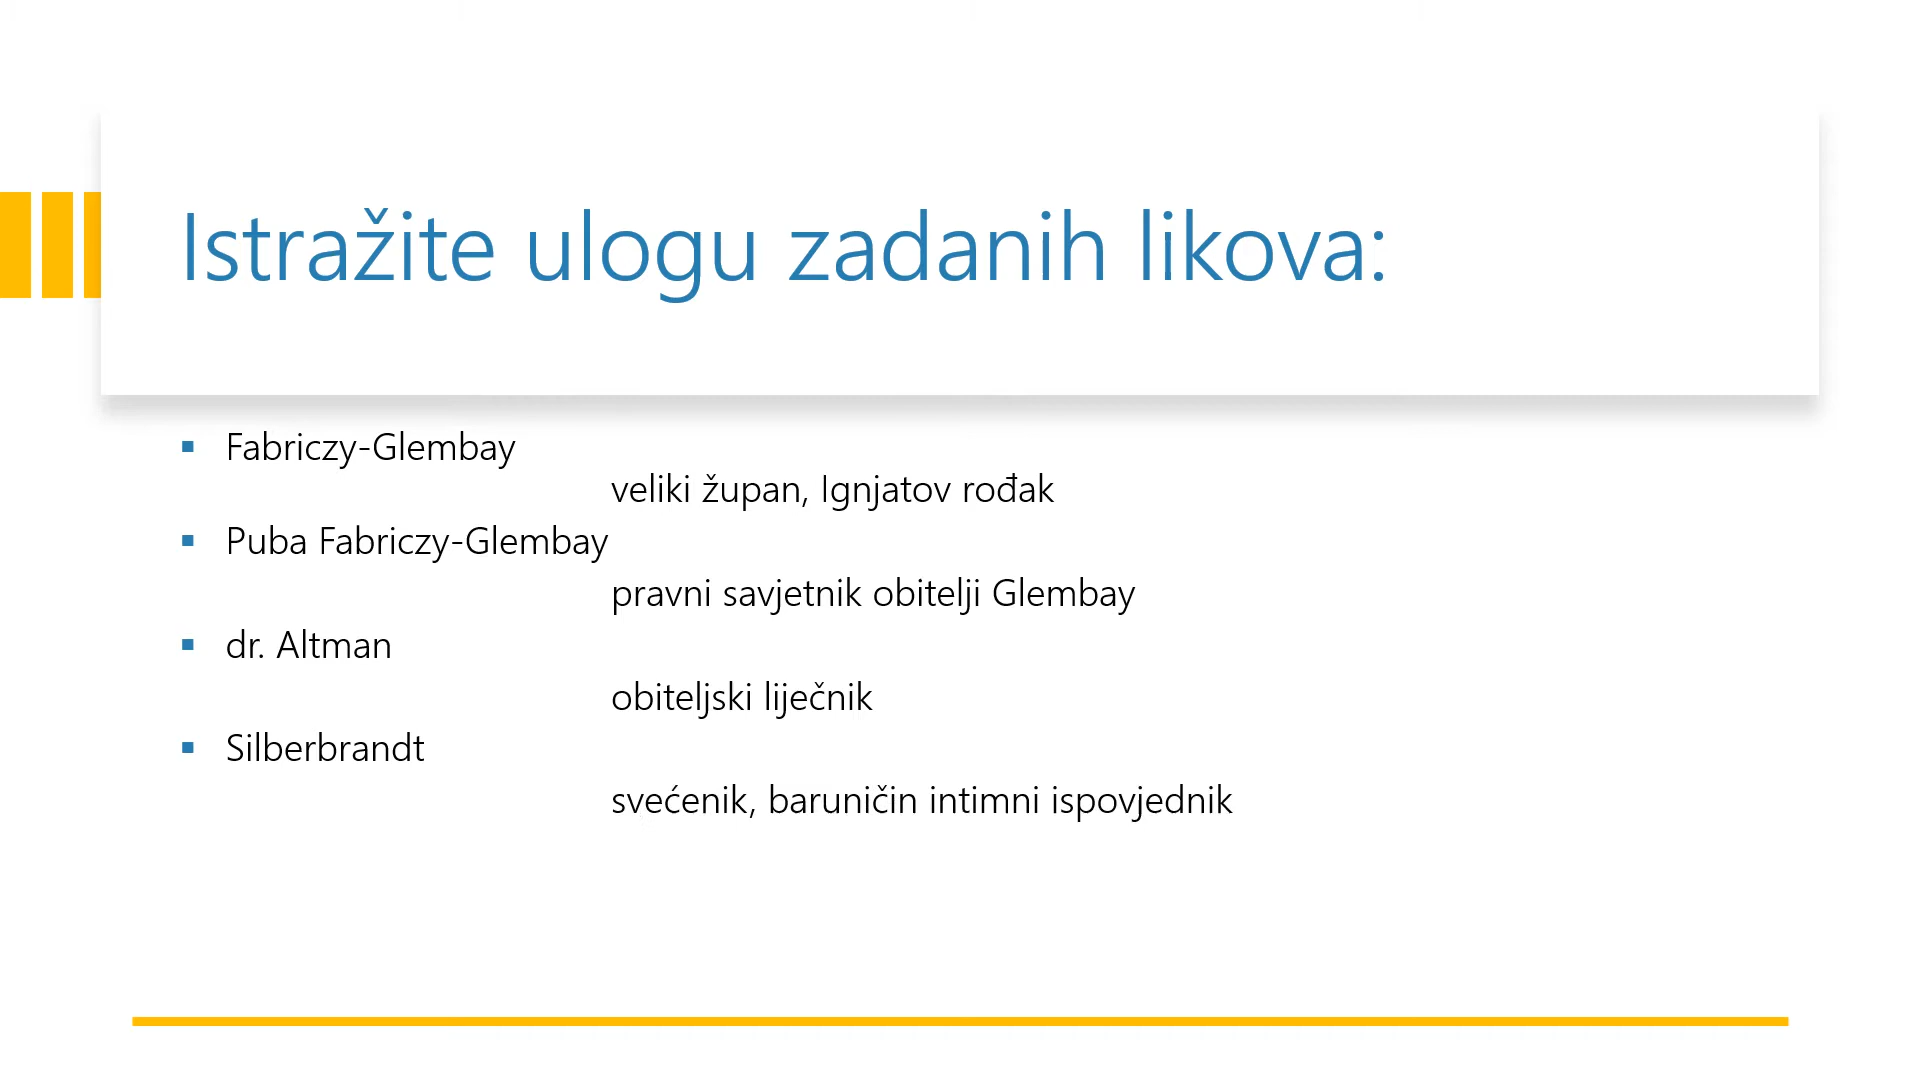 Istražite ulogu zadanih likova:
Fabriczy-Glembay
veliki župan, Ignjatov rođak
Puba Fabriczy-Glembay
pravni savjetnik obitelji Glembay
dr. Altman
obiteljski liječnik
Silberbrandt
svećenik, baruničin intimni ispovjednik